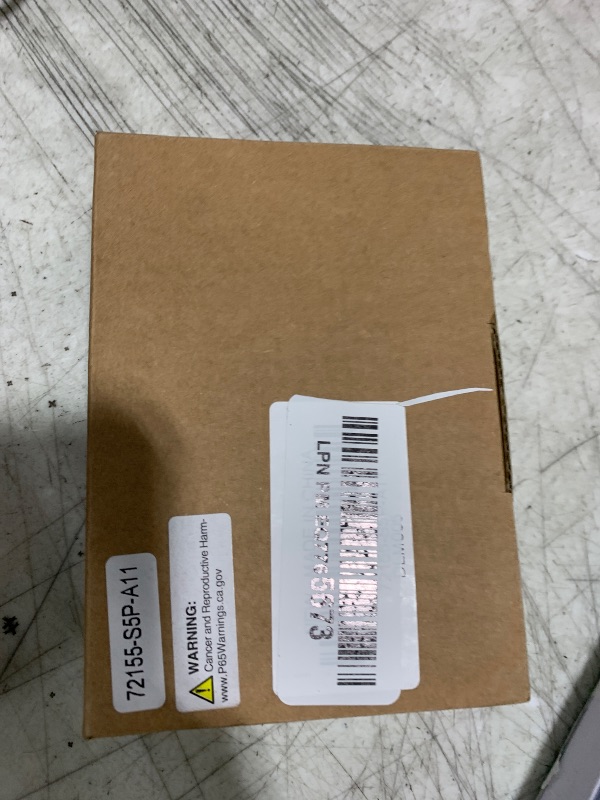 72155-S5P-A11
WARNING:
Cancer and Reproductive Harm-
www.P65Warnings.ca.gov
LPN